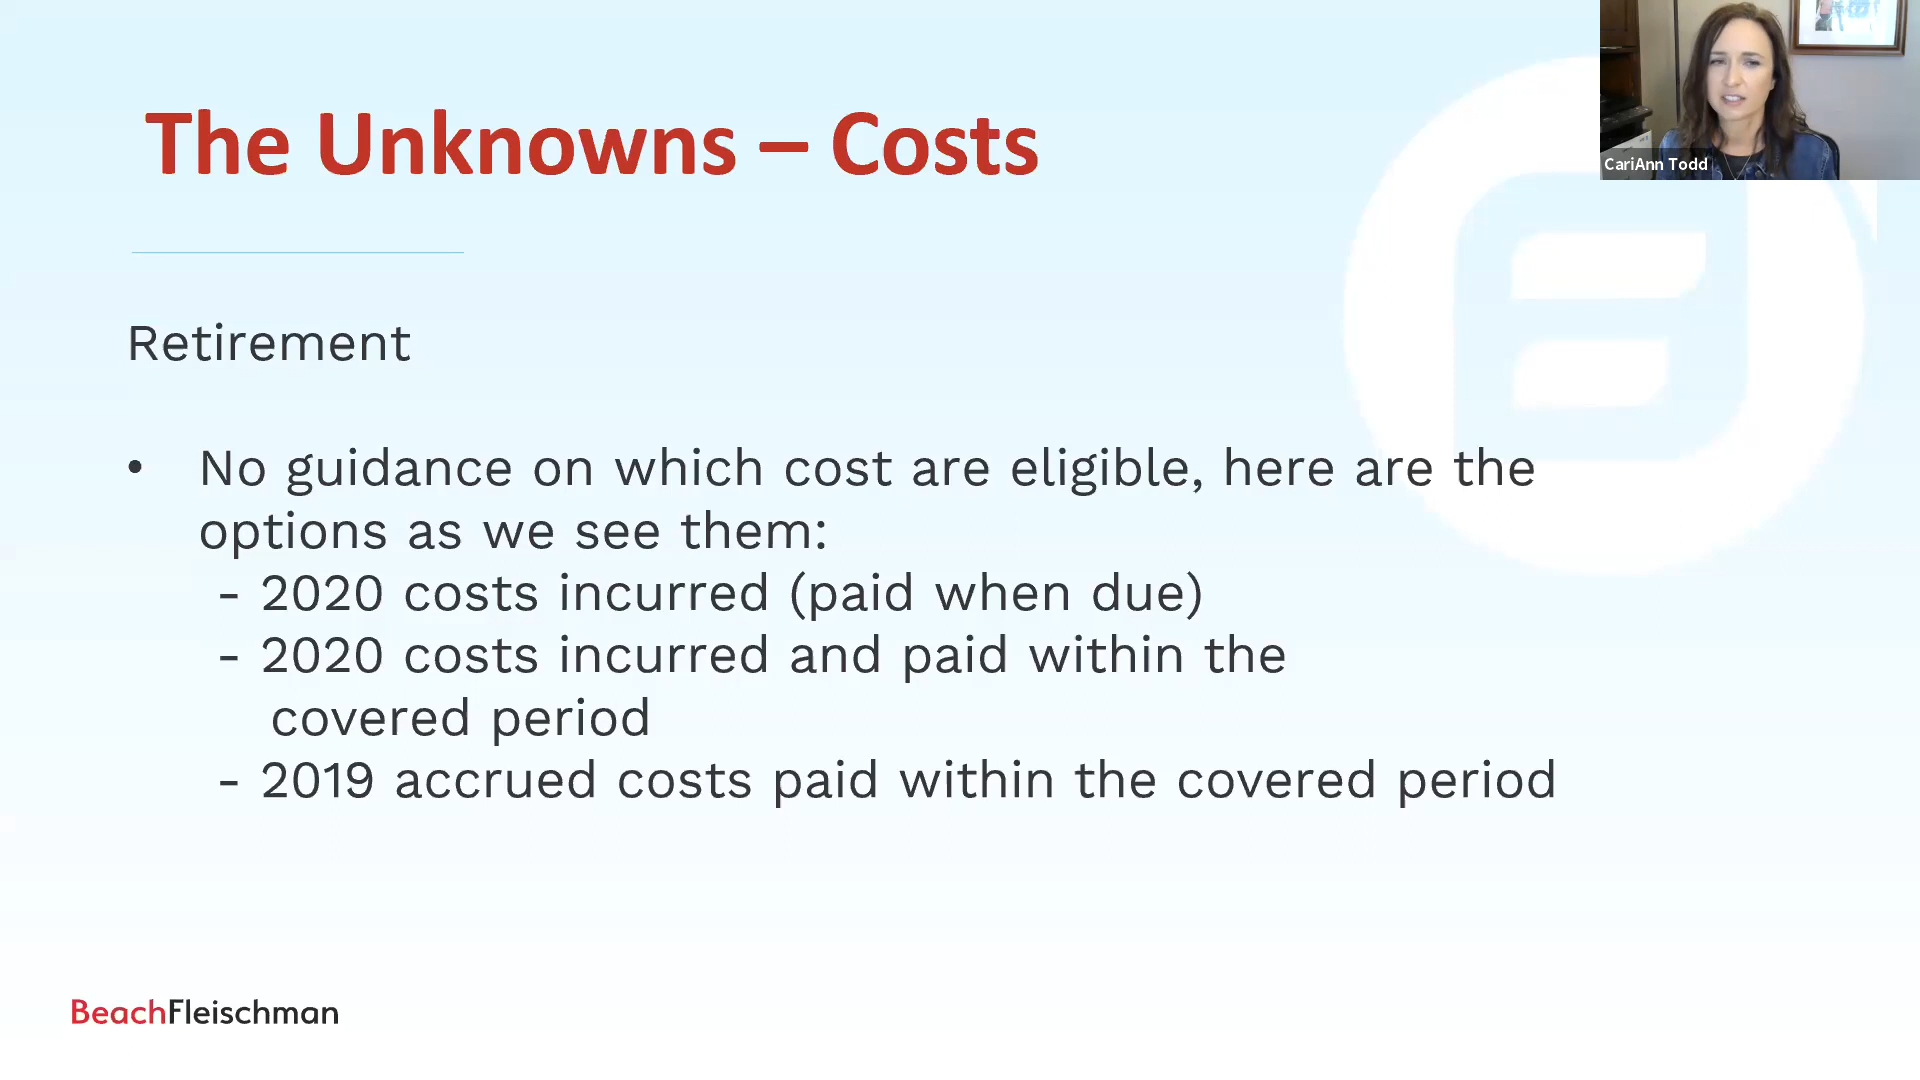 The Unknowns – Costs
CariAnn Todd
Retirement
• No guidance on which cost are eligible, here are the
options as we see them:
- 2020 costs incurred (paid when due)
- 2020 costs incurred and paid within the
covered period
- 2019 accrued costs paid within the covered period
BeachFleischman